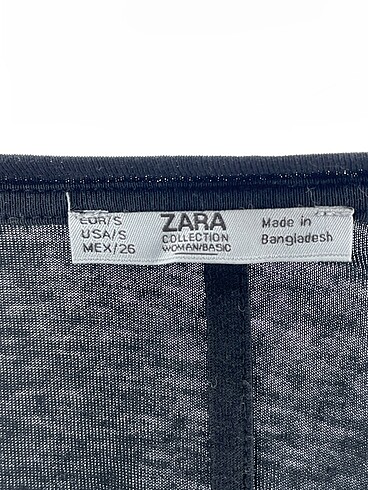 EUR/S
USA/S
MEX/26
ZARA
COLLECTION
WOMAN/BASIC
Made in
Bangladesh